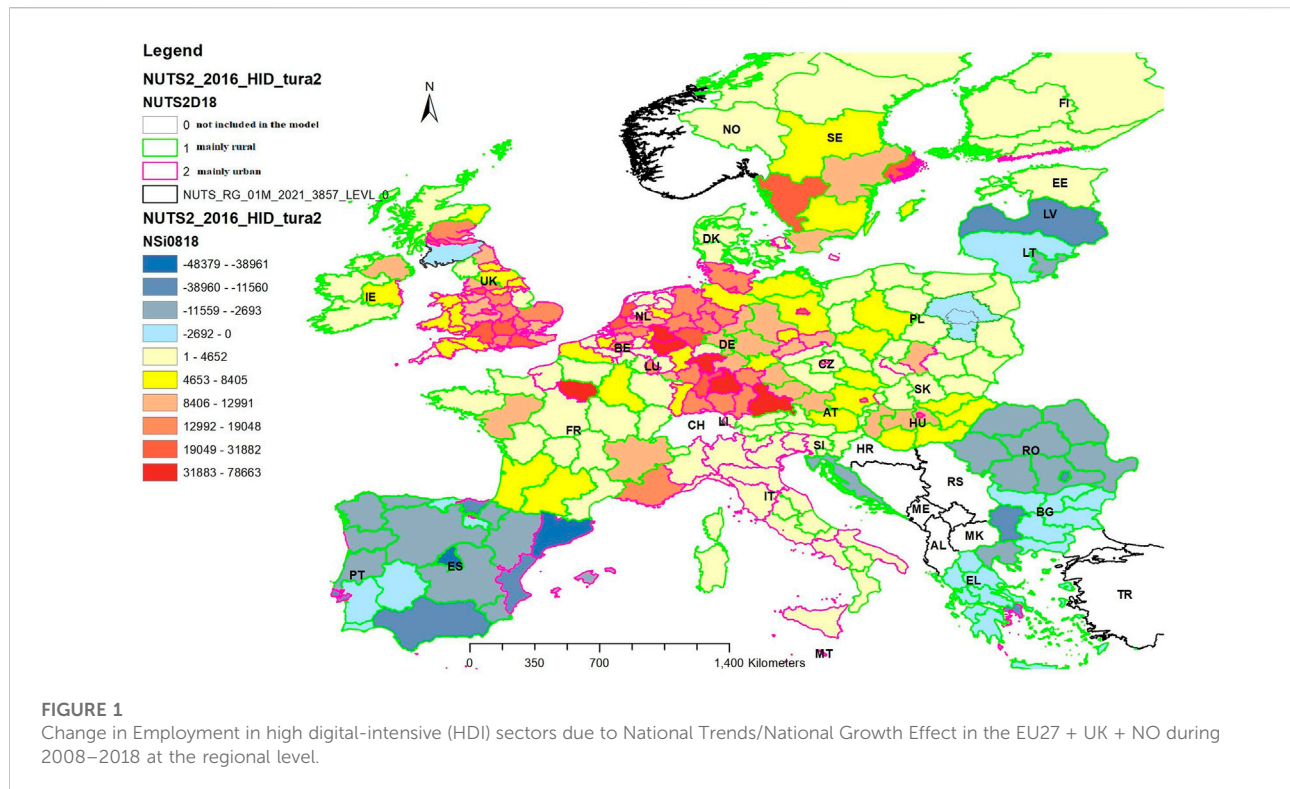 Legend
NUTS2_2016_HID_tura2
NUTS2D18
0 not included in the model
1 mainly rural
2 mainly urban
NUTS_RG_01M_2021_3857_LEVL_0
NUTS2_2016_HID_tura2
NSi0818
-48379 - -38961
-38960 - -11560
-11559 - -2693
-2692 - 0
1 - 4652
4653 - 8405
8406 - 12991
12992 - 19048
19049 - 31882
31883 - 78663
N
NO
SE
FI
EE
LV
LT
DK
IE
UK
NL
BE
DE
PL
LU
CZ
SK
FR
CH
LI
AT
HU
SI
HR
RO
IT
RS
BG
ME
MK
AL
PT
ES
EL
TR
MT
0 350 700 1,400 Kilometers
FIGURE 1
Change in Employment in high digital-intensive (HDI) sectors due to National Trends/National Growth Effect in the EU27 + UK + NO during
2008–2018 at the regional level.